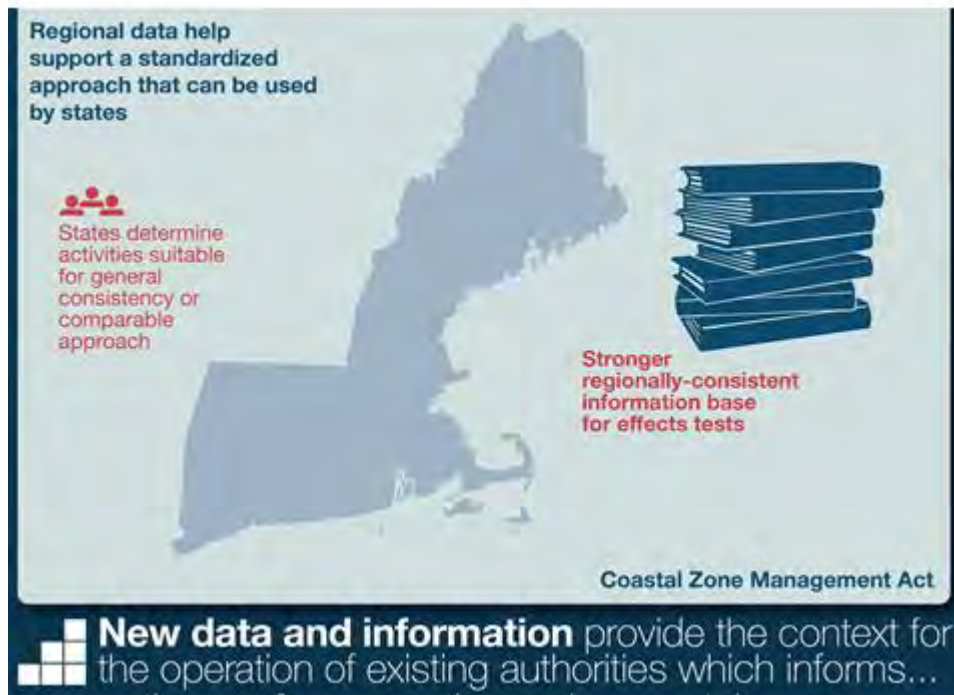 Regional data help
support a standardized
approach that can be used
by states
States determine
activities suitable
for general
consistency or
comparable
approach
Stronger
regionally-consistent
information base
for effects tests
Coastal Zone Management Act
New data and information provide the context for
the operation of existing authorities which informs...